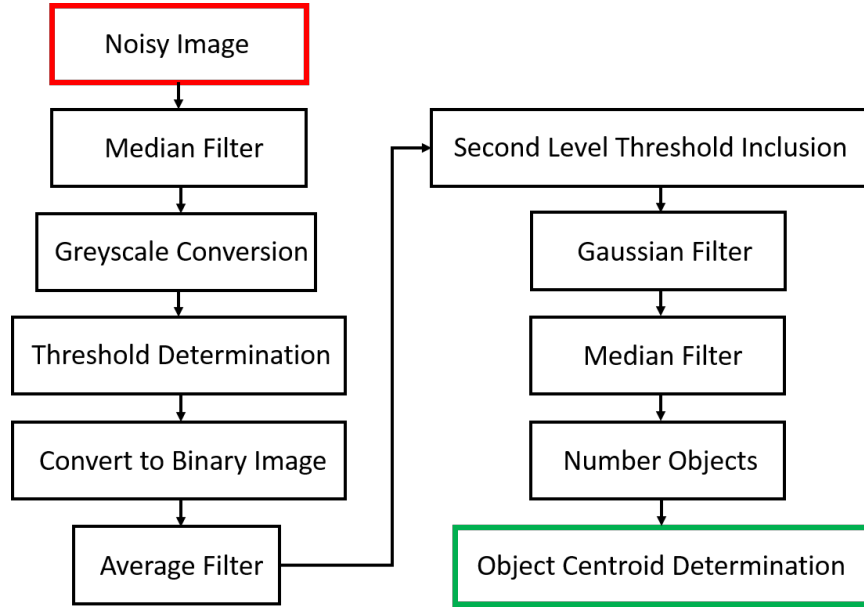 Noisy Image
Median Filter
Greyscale Conversion
Threshold Determination
Convert to Binary Image
Average Filter
Second Level Threshold Inclusion
Gaussian Filter
Median Filter
Number Objects
Object Centroid Determination